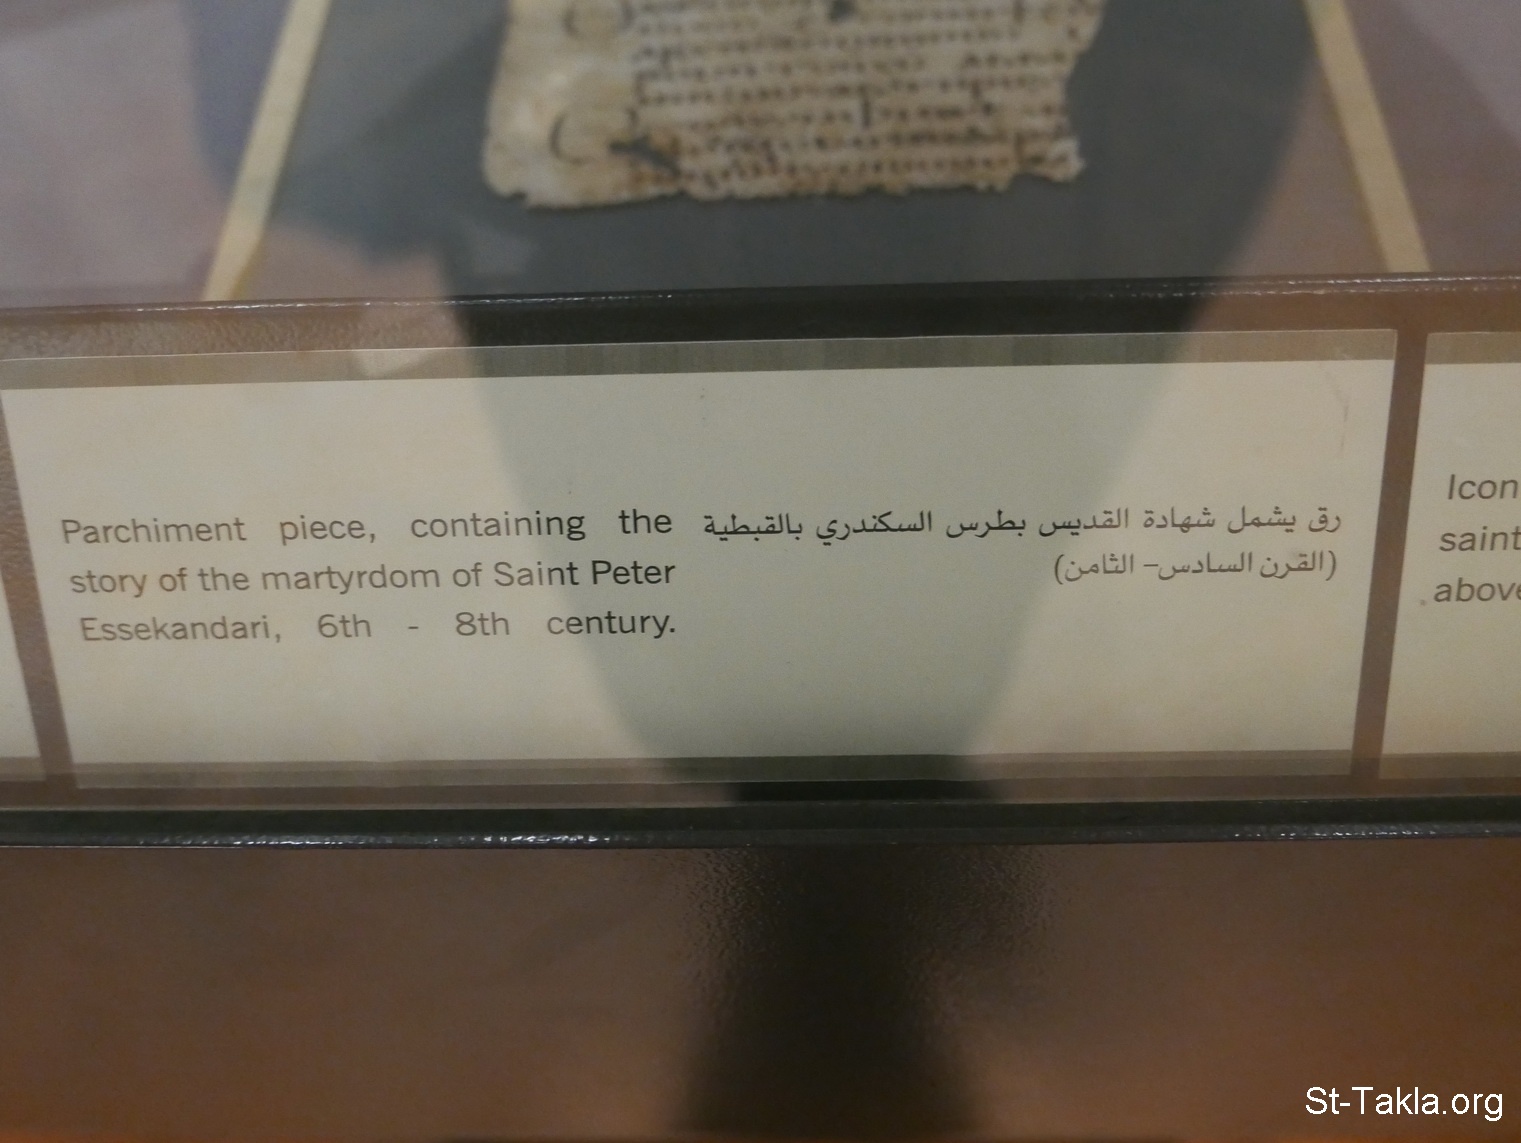 Parchiment piece, containing the
story of the martyrdom of Saint Peter
Essekandari, 6th - 8th century.
رق يشمل شهادة القديس بطرس السكندري بالقبطية
(القرن السادس– الثامن)
Icon
saint
above
St-Takla.org